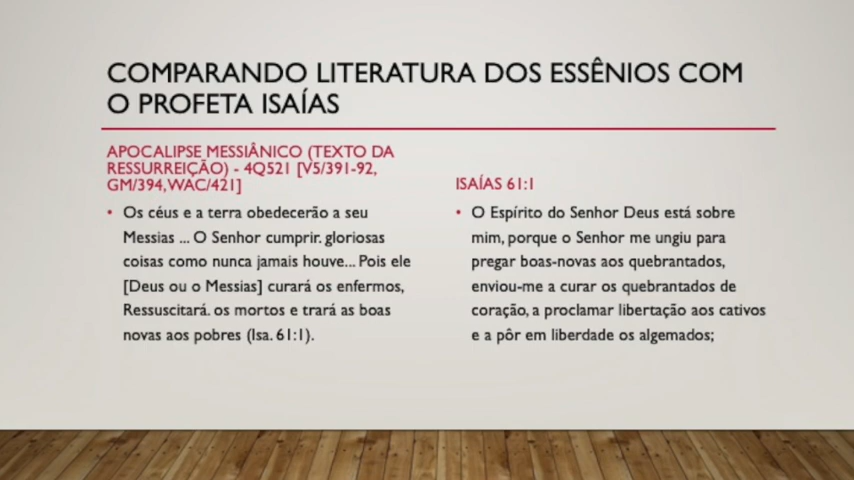 COMPARANDO LITERATURA DOS ESSÊNIOS COM
O PROFETA ISAÍAS
APOCALIPSE MESSIÂNICO (TEXTO DA
RESSURREIÇÃO) - 4Q521 [V5/391-92,
GM/394, WAC/421]
• Os céus e a terra obedecerão a seu
Messias ... O Senhor cumprir. gloriosas
coisas como nunca jamais houve... Pois ele
[Deus ou o Messias] curará os enfermos,
Ressuscitará. os mortos e trará as boas
novas aos pobres (Isa. 61:1).
ISAÍAS 61:1
• O Espírito do Senhor Deus está sobre
mim, porque o Senhor me ungiu para
pregar boas-novas aos quebrantados,
enviou-me a curar os quebrantados de
coração, a proclamar libertação aos cativos
e a pôr em liberdade os algemados;